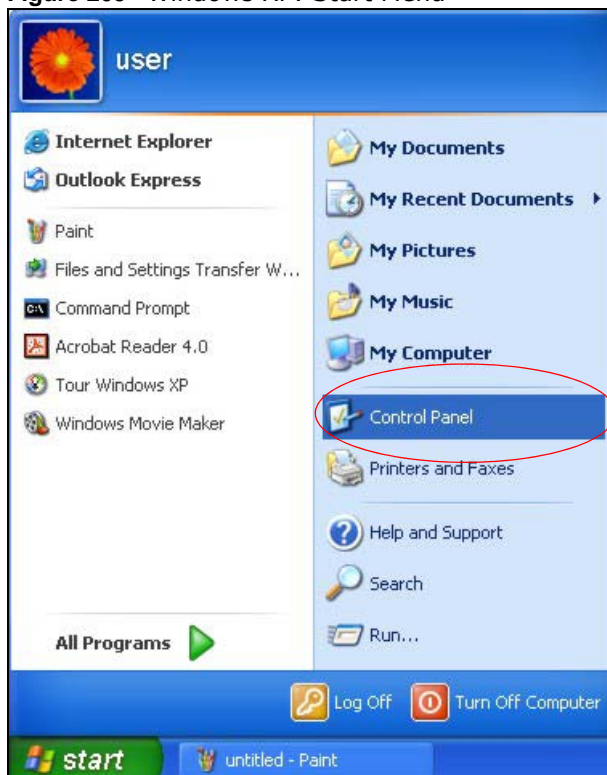 user
Internet Explorer
Outlook Express
Paint
Files and Settings Transfer W...
Command Prompt
Acrobat Reader 4.0
Tour Windows XP
Windows Movie Maker
All Programs
My Documents
My Recent Documents
My Pictures
My Music
My Computer
Control Panel
Printers and Faxes
Help and Support
Search
Run...
Log Off
Turn Off Computer
start
untitled - Paint